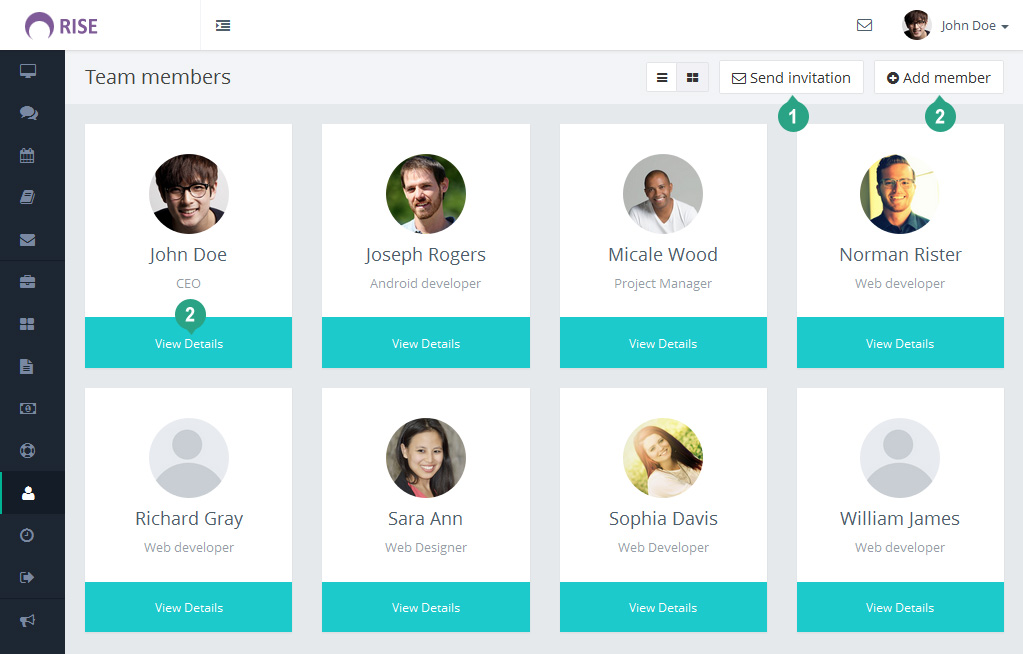 RISE
John Doe
Team members
Send invitation
Add member
1
2
John Doe
CEO
2
View Details
Joseph Rogers
Android developer
View Details
Micale Wood
Project Manager
View Details
Norman Rister
Web developer
View Details
Richard Gray
Web developer
View Details
Sara Ann
Web Designer
View Details
Sophia Davis
Web Developer
View Details
William James
Web developer
View Details